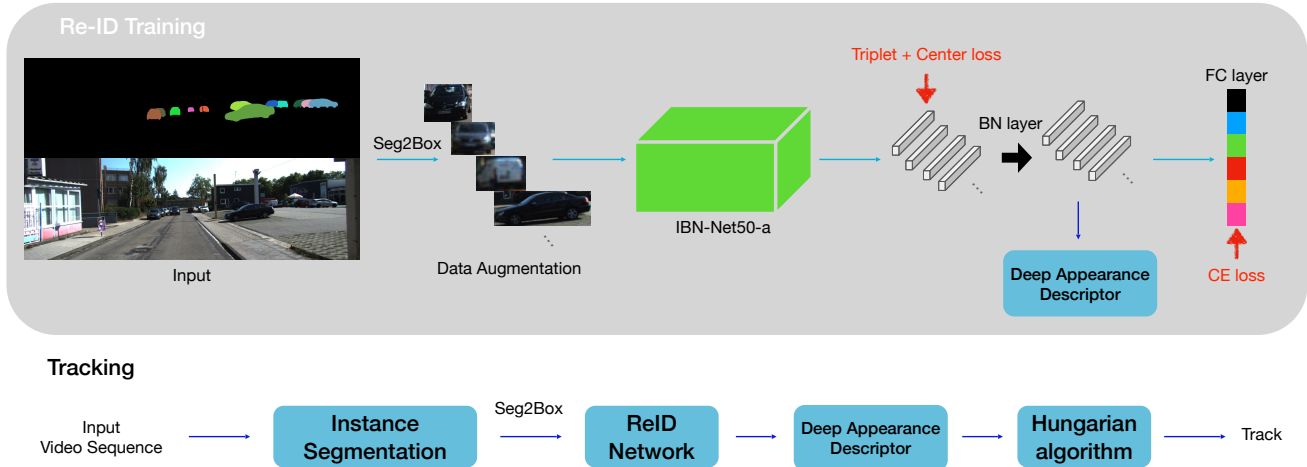 Re-ID Training
Triplet + Center loss
FC layer
Seg2Box
BN layer
IBN-Net50-a
Input
Data Augmentation
Deep Appearance
Descriptor
CE loss
Tracking
Input
Video Sequence
Instance
Segmentation
Seg2Box
ReID
Network
Deep Appearance
Descriptor
Hungarian
algorithm
Track